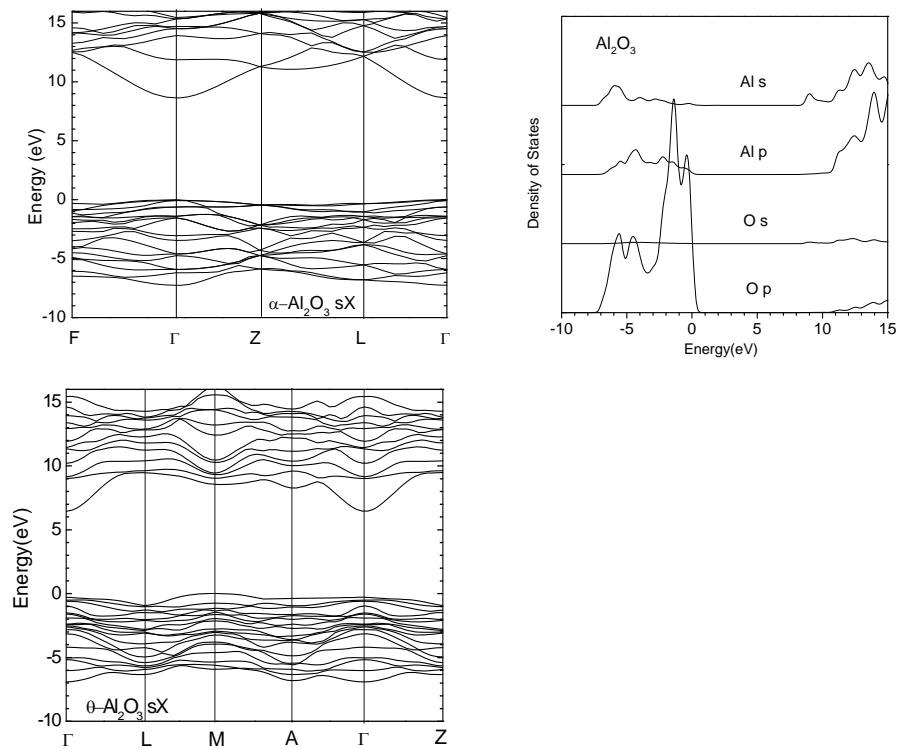 15
10
5
0
-5
-10
Energy (eV)
α–Al2O3 sX
F Γ Z L Γ
Al2O3
Al s
Al p
O s
O p
Density of States
-10 -5 0 5 10 15
Energy(eV)
15
10
5
0
-5
-10
Energy(eV)
θ–Al2O3 sX
Γ L M A Γ Z